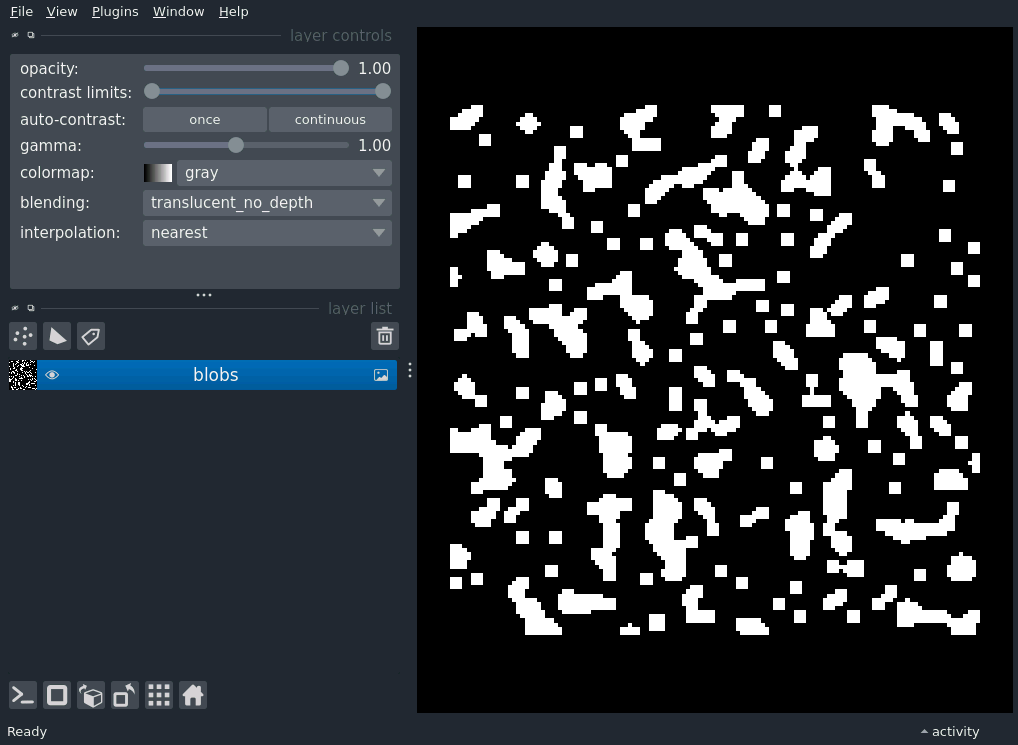 File View Plugins Window Help
layer controls
opacity: 1.00
contrast limits:
auto-contrast: once continuous
gamma: 1.00
colormap: gray
blending: translucent_no_depth
interpolation: nearest
layer list
blobs
Ready activity